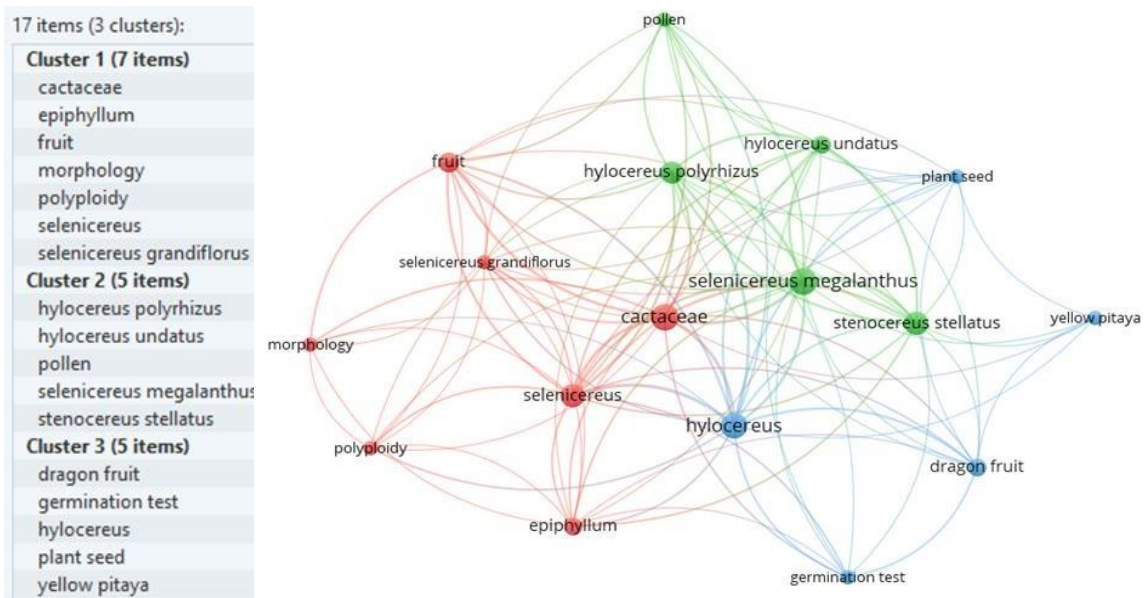 17 items (3 clusters):
Cluster 1 (7 items)
cactaceae
epiphyllum
fruit
morphology
polyploidy
selenicereus
selenicereus grandiflorus
Cluster 2 (5 items)
hylocereus polyrhizus
hylocereus undatus
pollen
selenicereus megalanthus
stenocereus stellatus
Cluster 3 (5 items)
dragon fruit
germination test
hylocereus
plant seed
yellow pitaya
pollen
hylocereus undatus
fruit
hylocereus polyrhizus
plant seed
selenicereus grandiflorus
selenicereus megalanthus
cactaceae
stenocereus stellatus
yellow pitaya
morphology
selenicereus
hylocereus
polyploidy
dragon fruit
epiphyllum
germination test